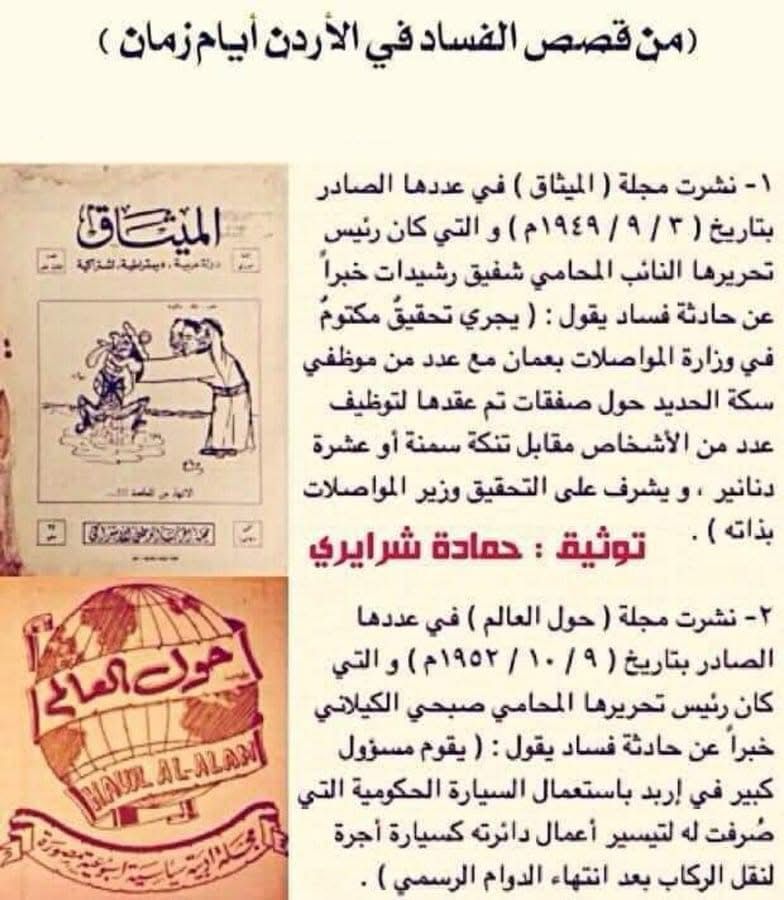 (من قصص الفساد في الأردن أيام زمان )
١- نشرت مجلة ( الميثاق ) في عددها الصادر
بتاريخ ( ٣ / ٩ / ١٩٤٩م ) و التي كان رئيس
تحريرها النائب المحامي شفيق رشيدات خبراً
عن حادثة فساد يقول : ( يجري تحقيقُ مكتومُ
في وزارة المواصلات بعمان مع عدد من موظفي
سكة الحديد حول صفقات تم عقدها لتوظيف
عدد من الأشخاص مقابل تنكة سمنة أو عشرة
دنانير ، و يشرف على التحقيق وزير المواصلات
بذاته ) .
توثيق : حمادة شرايري
٢- نشرت مجلة ( حول العالم ) في عددها
الصادر بتاريخ ( ٩ / ١٠ / ١٩٥٢م ) و التي
كان رئيس تحريرها المحامي صبحي الكيلاني
خبراً عن حادثة فساد يقول : ( يقوم مسؤول
كبير في إربد باستعمال السيارة الحكومية التي
صُرفت له لتيسير أعمال دائرته كسيارة أجرة
لنقل الركاب بعد انتهاء الدوام الرسمي ) .
الميثاق
دولة عربية، ديمقراطية، اشتراكية
حول العالم
HAWL AL-ALAM
مجلة ادبية سياسية اسبوعية مصورة